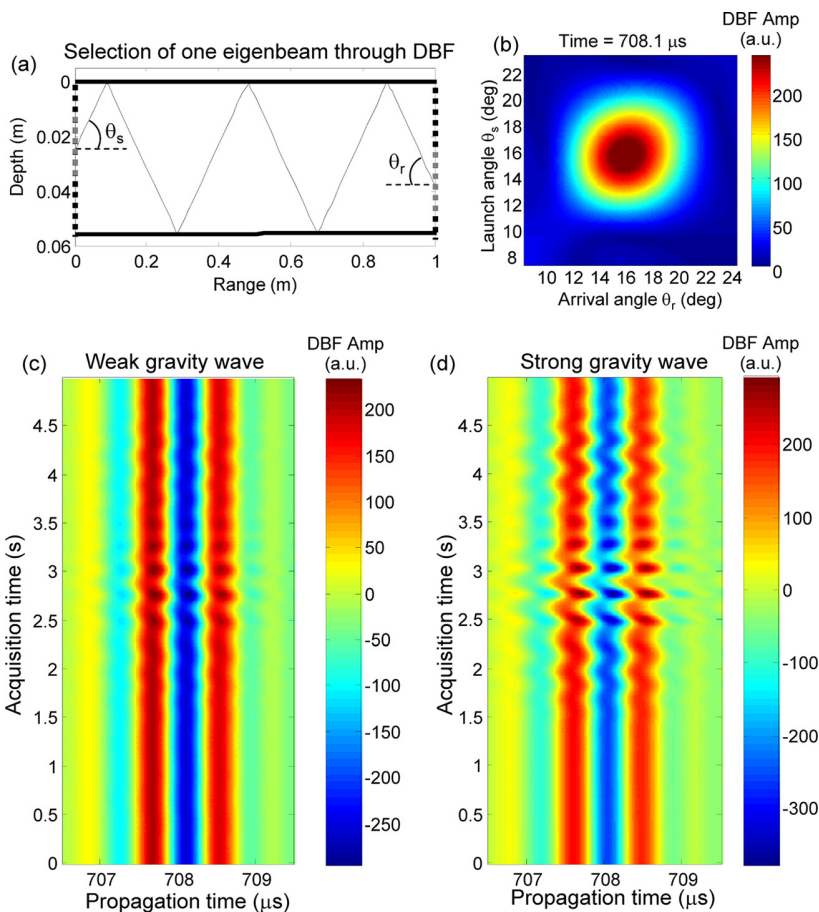 Selection of one eigenbeam through DBF
(a)
0
0.02
0.04
0.06
Depth (m)
θs
θr
0
0.2
0.4
0.6
0.8
1
Range (m)
(b)
Time = 708.1 μs
DBF Amp
(a.u.)
22
20
18
16
14
12
10
8
Launch angle θs (deg)
10 12 14 16 18 20 22 24
Arrival angle θr (deg)
200
150
100
50
0
(c)
Weak gravity wave
DBF Amp
(a.u.)
4.5
4
3.5
3
2.5
2
1.5
1
0.5
0
Acquisition time (s)
707 708 709
Propagation time (μs)
200
150
100
50
0
-50
-100
-150
-200
-250
(d)
Strong gravity wave
DBF Amp
(a.u.)
4.5
4
3.5
3
2.5
2
1.5
1
0.5
0
Acquisition time (s)
707 708 709
Propagation time (μs)
200
100
0
-100
-200
-300